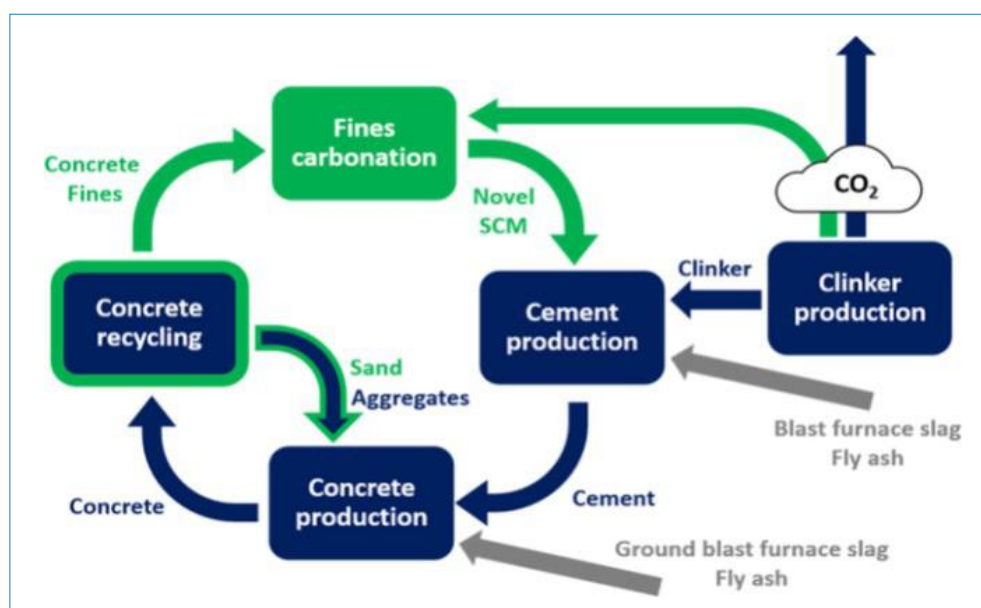 Fines
carbonation
Concrete
Fines
CO₂
Novel
SCM
Clinker
Clinker
production
Concrete
recycling
Cement
production
Sand
Aggregates
Blast furnace slag
Fly ash
Concrete
Concrete
production
Cement
Ground blast furnace slag
Fly ash